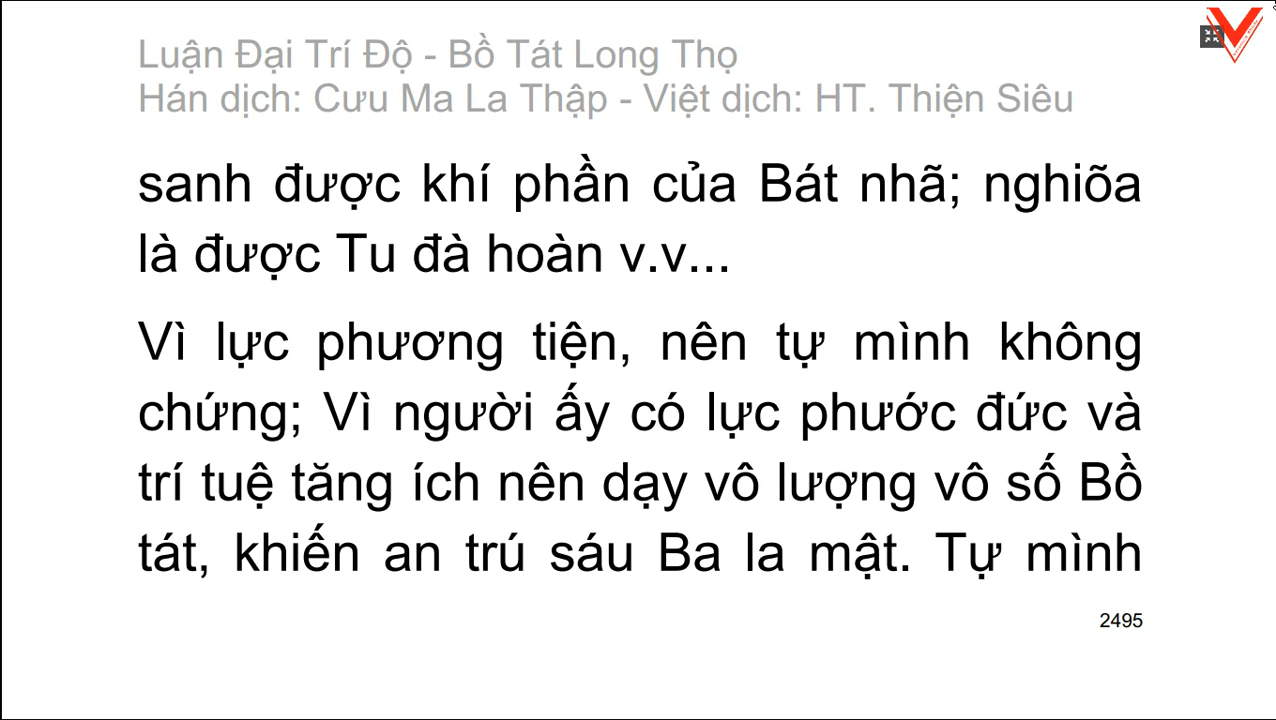 Luận Đại Trí Độ - Bồ Tát Long Thọ
Hán dịch: Cưu Ma La Thập - Việt dịch: HT. Thiện Siêu
sanh được khí phần của Bát nhã; nghiõa
là được Tu đà hoàn v.v...
Vì lực phương tiện, nên tự mình không
chứng; Vì người ấy có lực phước đức và
trí tuệ tăng ích nên dạy vô lượng vô số Bồ
tát, khiến an trú sáu Ba la mật. Tự mình
2495